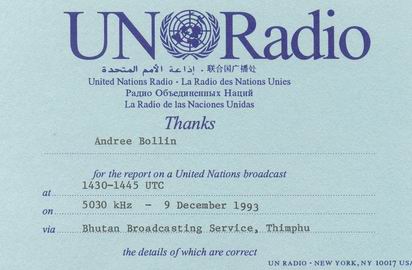 UN Radio
إذاعة الأمم المتحدة · 联合国广播处
United Nations Radio · La Radio des Nations Unies
Радио Объединенных Наций
La Radio de las Naciones Unidas
Thanks
Andree Bollin
for the report on a United Nations broadcast
at 1430-1445 UTC
on 5030 kHz - 9 December 1993
via Bhutan Broadcasting Service, Thimphu
the details of which are correct
UN RADIO · NEW YORK, NY 10017 USA